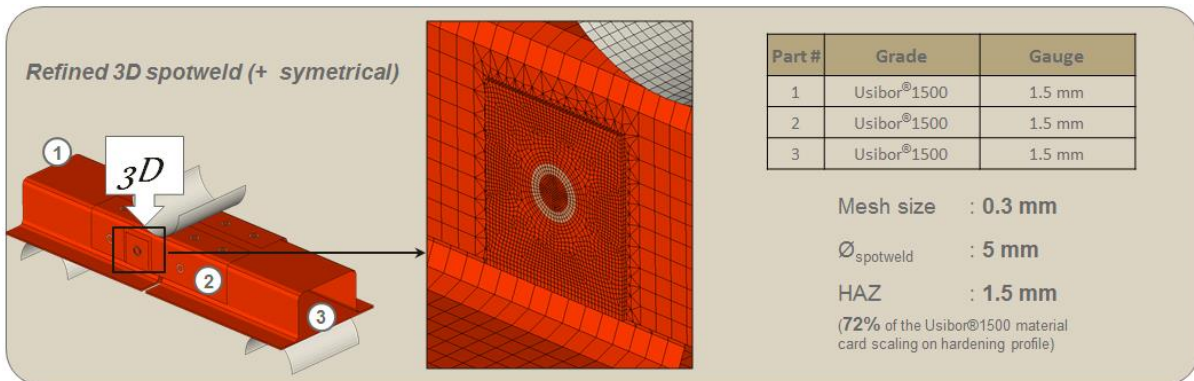 Refined 3D spotweld (+ symetrical)
1
3D
2
3
Part # Grade Gauge
1 Usibor®1500 1.5 mm
2 Usibor®1500 1.5 mm
3 Usibor®1500 1.5 mm
Mesh size : 0.3 mm
Øspotweld : 5 mm
HAZ : 1.5 mm
(72% of the Usibor®1500 material
card scaling on hardening profile)